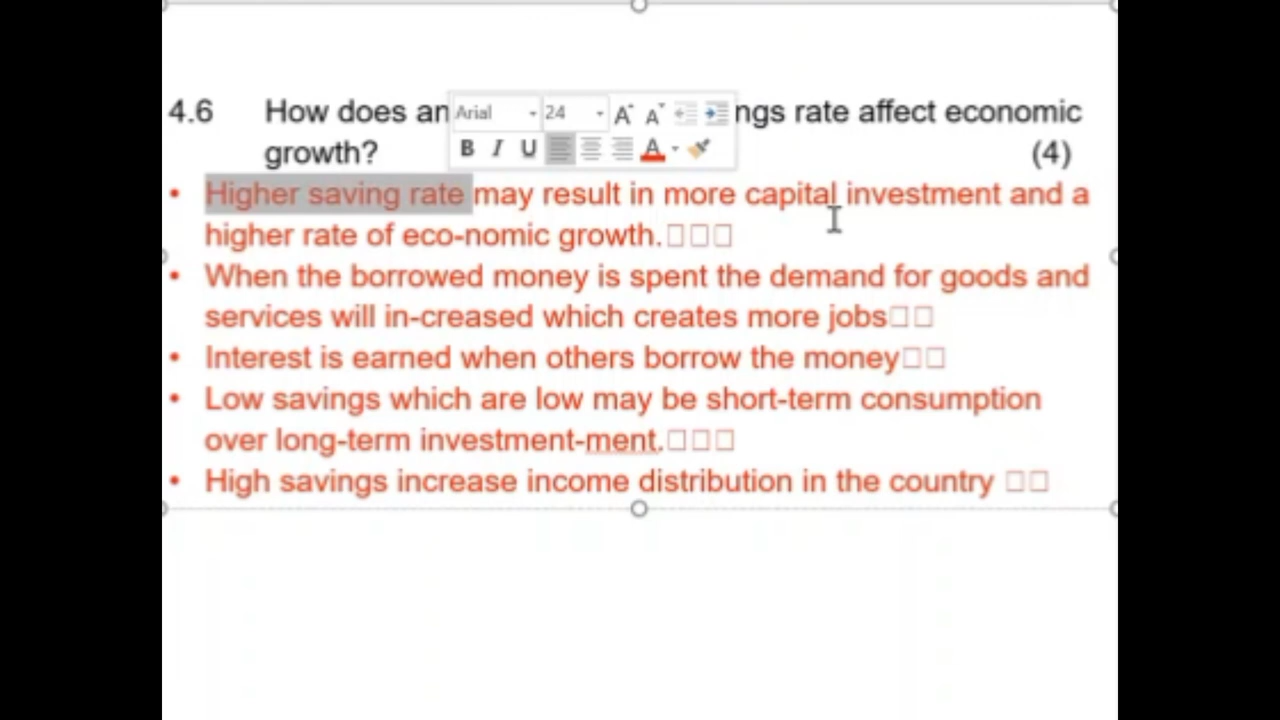 4.6 How does an ngs rate affect economic
growth? (4)
Arial 24
B I U A
• Higher saving rate may result in more capital investment and a
higher rate of eco-nomic growth.□□□
• When the borrowed money is spent the demand for goods and
services will in-creased which creates more jobs□□
• Interest is earned when others borrow the money□□
• Low savings which are low may be short-term consumption
over long-term investment-ment.□□□
• High savings increase income distribution in the country □□